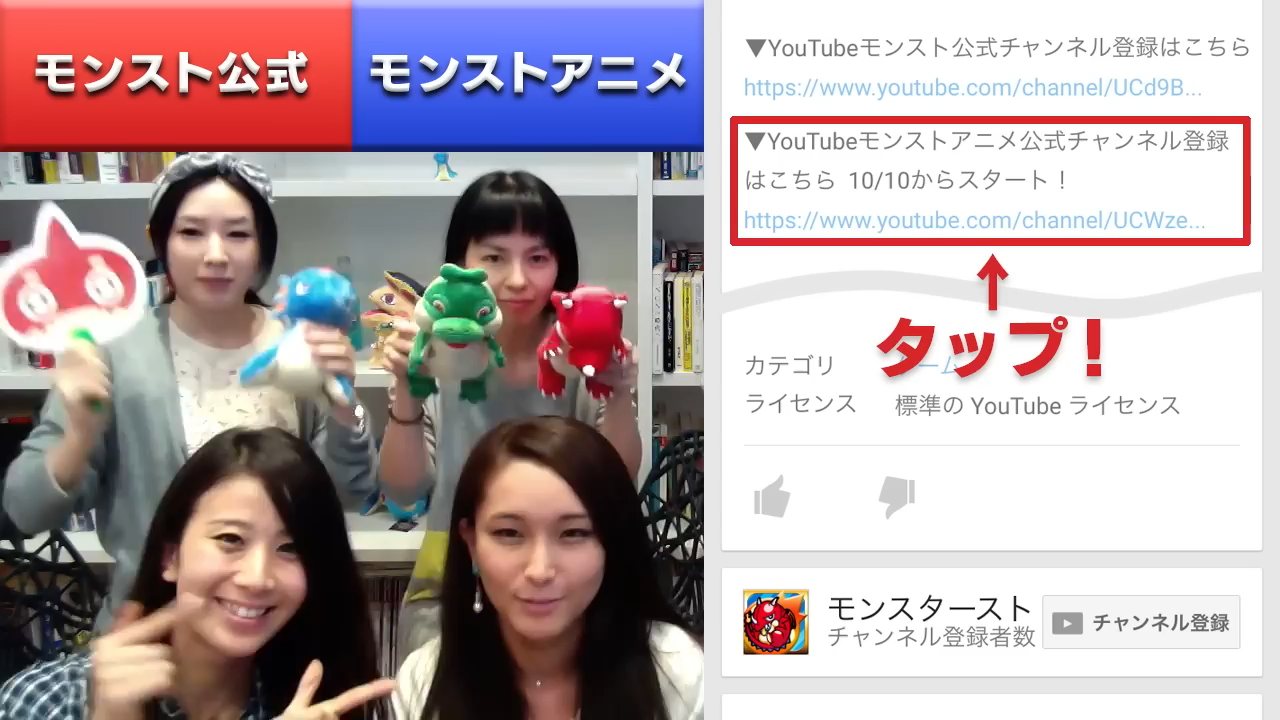 モンスト公式
モンストアニメ
▼YouTubeモンスト公式チャンネル登録はこちら
https://www.youtube.com/channel/UCd9B...
▼YouTubeモンストアニメ公式チャンネル登録
はこちら 10/10からスタート！
https://www.youtube.com/channel/UCWze...
タップ！
カテゴリ
ライセンス
標準の YouTube ライセンス
モンスタースト
チャンネル登録者数
チャンネル登録